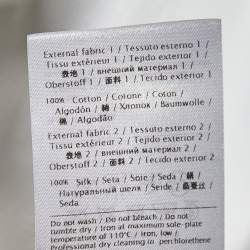 External fabric 1 / Tessuto esterno 1 /
Tissu extérieur 1 / Tejido exterior 1 /
表地 1 / внешний материал 1 /
Oberstoff 1 / 面料 1 / Tecido exterior 1
100% Cotton / Cotone / Coton /
Algodón / 綿 / Хлопок / Baumwolle /
棉 / Algodão
External fabric 2 / Tessuto esterno 2 /
Tissu extérieur 2 / Tejido exterior 2 /
表地 2 / внешний материал 2 /
Oberstoff 2 / 面料 2 / Tecido exterior 2
100% Silk / Seta / Soie / Seda / 絹 /
Натуральный шелк / Seide / 桑蚕丝 /
Seda
Do not wash / Do not bleach / Do not
tumble dry / Iron at maximum sole-plate
temperature of 110°C / Iron, low /
Professional dry cleaning in perchlorethene